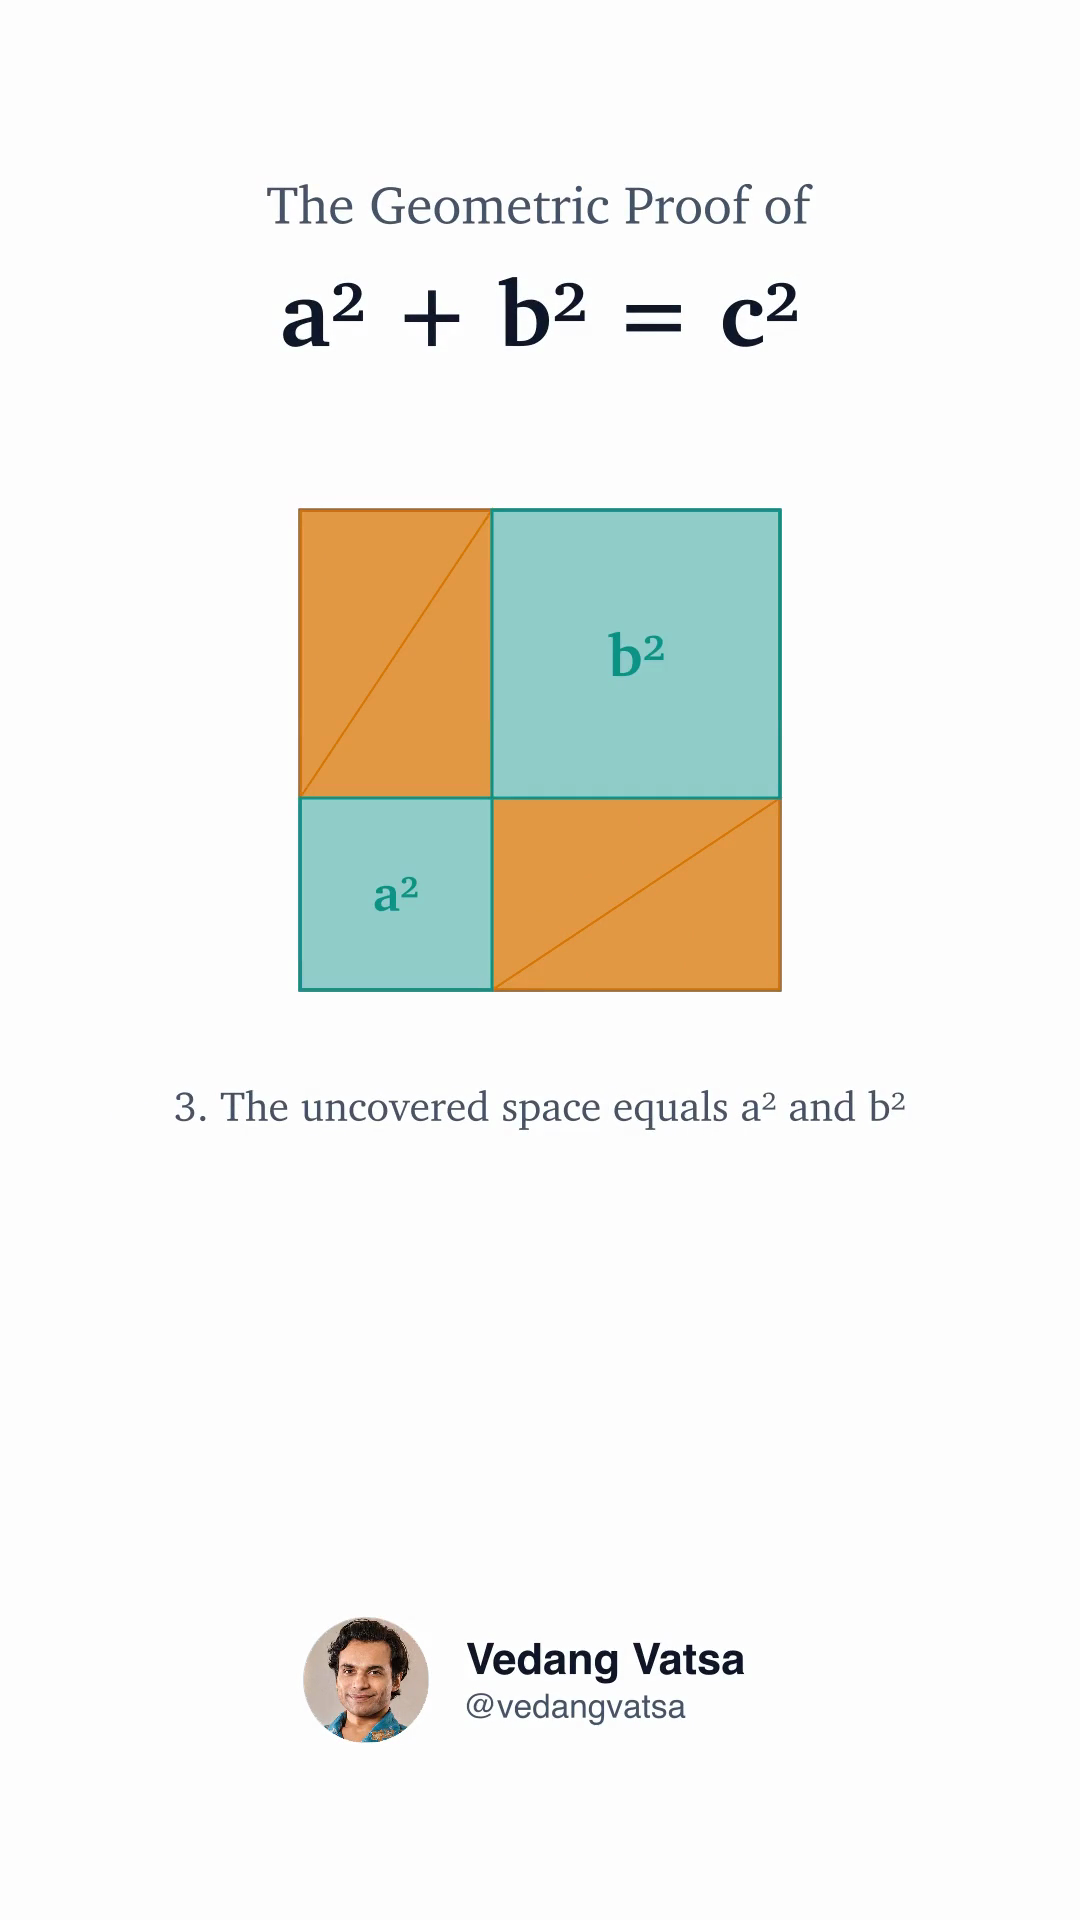 The Geometric Proof of
a² + b² = c²
b²
a²
3. The uncovered space equals a² and b²
Vedang Vatsa
@vedangvatsa